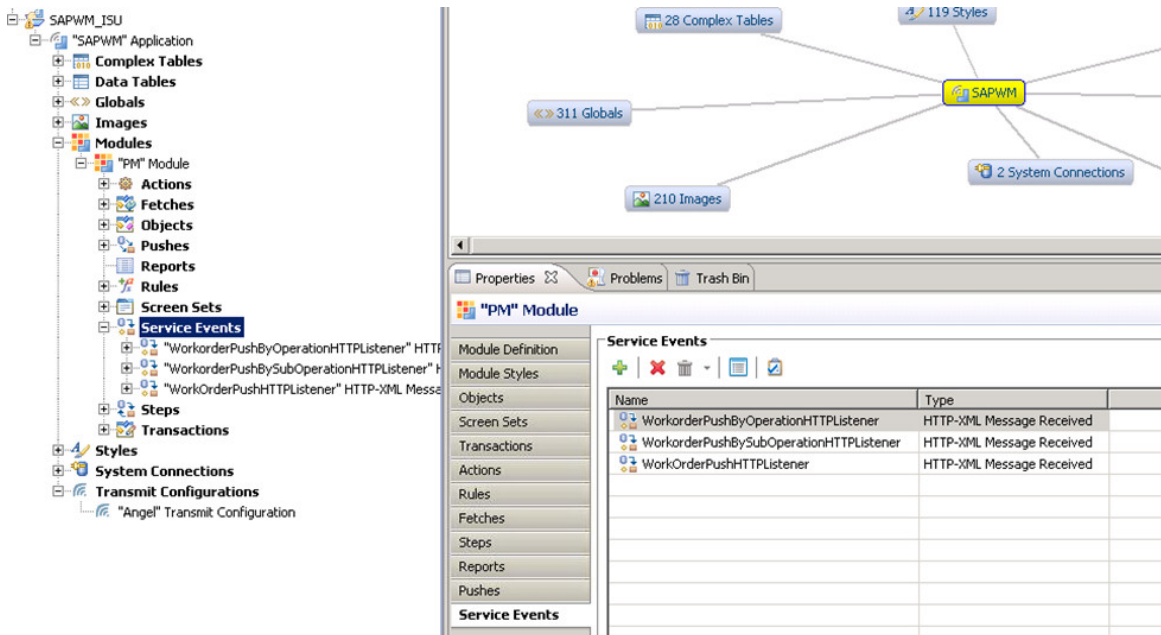 SAPWM_ISU
"SAPWM" Application
Complex Tables
Data Tables
Globals
Images
Modules
"PM" Module
Actions
Fetches
Objects
Pushes
Reports
Rules
Screen Sets
Service Events
"WorkorderPushByOperationHTTPListener" HTTP
"WorkorderPushBySubOperationHTTPListener"
"WorkOrderPushHTTPListener" HTTP-XML Messa
Steps
Transactions
Styles
System Connections
Transmit Configurations
"Angel" Transmit Configuration
28 Complex Tables
119 Styles
SAPWM
311 Globals
2 System Connections
210 Images
Properties Problems Trash Bin
"PM" Module
Module Definition
Module Styles
Objects
Screen Sets
Transactions
Actions
Rules
Fetches
Steps
Reports
Pushes
Service Events
Service Events
Name Type
WorkorderPushByOperationHTTPListener HTTP-XML Message Received
WorkorderPushBySubOperationHTTPListener HTTP-XML Message Received
WorkOrderPushHTTPListener HTTP-XML Message Received